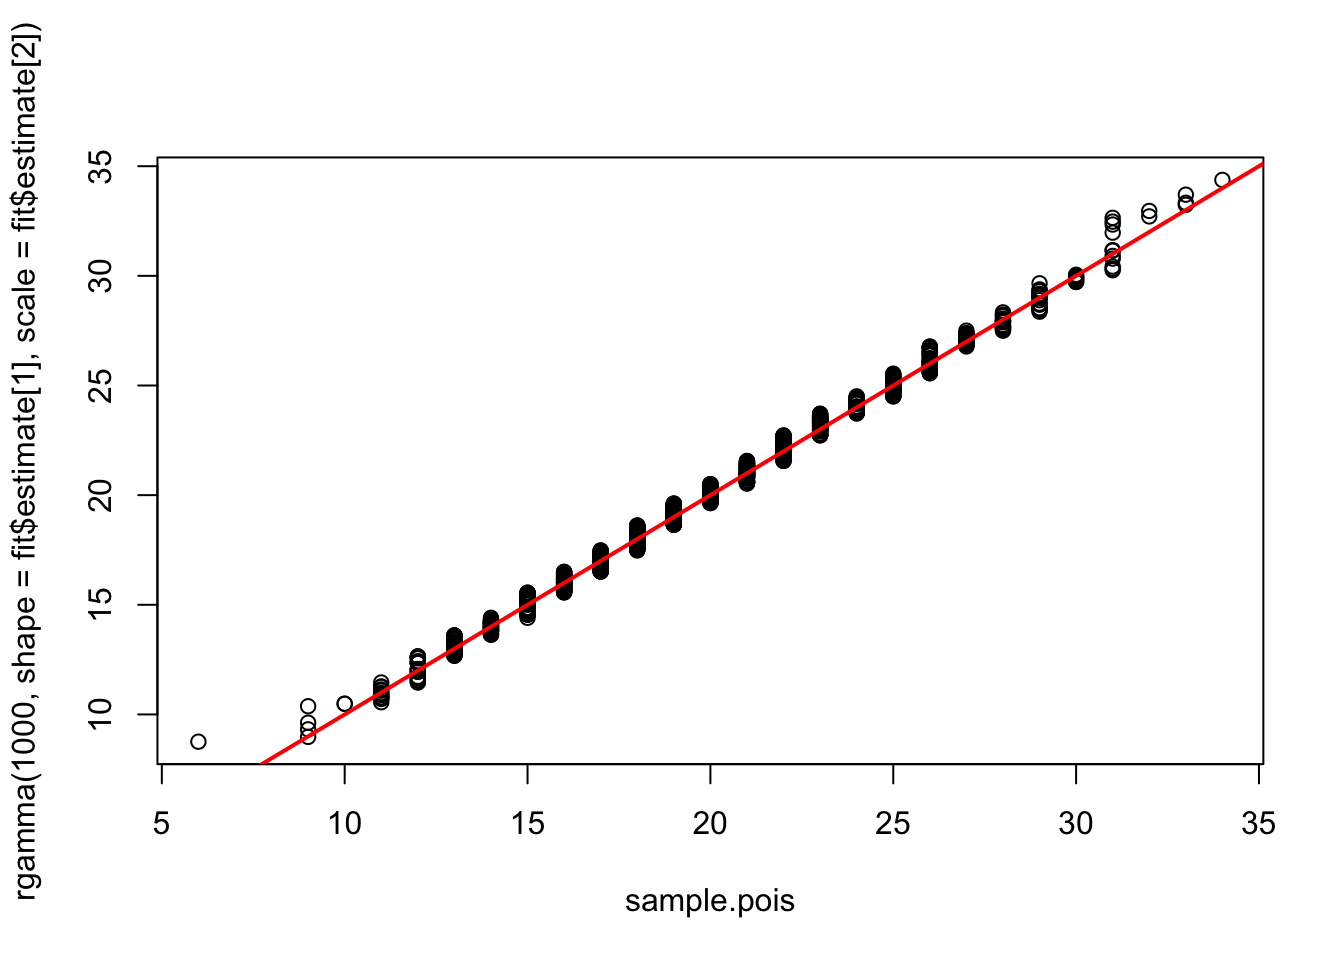 rgamma(1000, shape = fit$estimate[1], scale = fit$estimate[2])
35
30
25
20
15
10
5 10 15 20 25 30 35
sample.pois